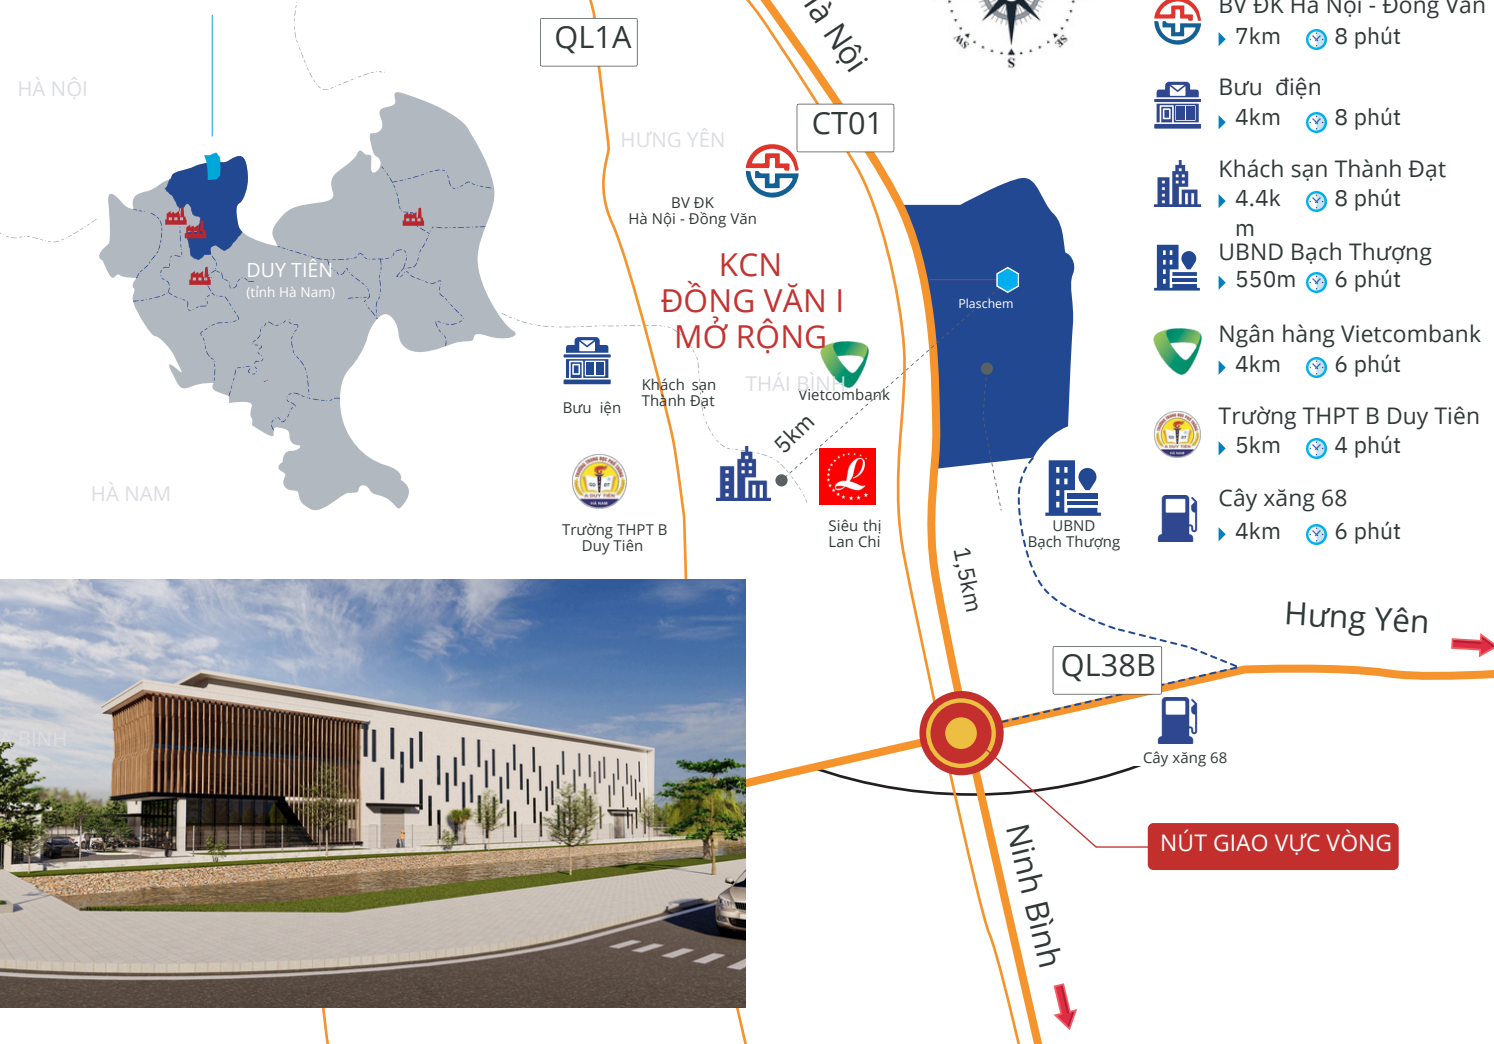 HÀ NỘI
DUY TIÊN
(tỉnh Hà Nam)
HÀ NAM
QL1A
Hà Nội
CT01
HƯNG YÊN
BV ĐK
Hà Nội - Đồng Văn
KCN
ĐỒNG VĂN I
MỞ RỘNG
THÁI BÌNH
Bưu iện
Khách sạn
Thành Đạt
Vietcombank
5km
Plaschem
Trường THPT B
Duy Tiên
Siêu thị
Lan Chi
UBND
Bạch Thượng
1,5km
QL38B
Hưng Yên
Cây xăng 68
NÚT GIAO VỰC VÒNG
Ninh Bình
SW
S
SE
BV ĐK Hà Nội - Đồng Văn
7km 8 phút
Bưu điện
4km 8 phút
Khách sạn Thành Đạt
4.4k 8 phút
m
UBND Bạch Thượng
550m 6 phút
Ngân hàng Vietcombank
4km 6 phút
Trường THPT B Duy Tiên
5km 4 phút
Cây xăng 68
4km 6 phút